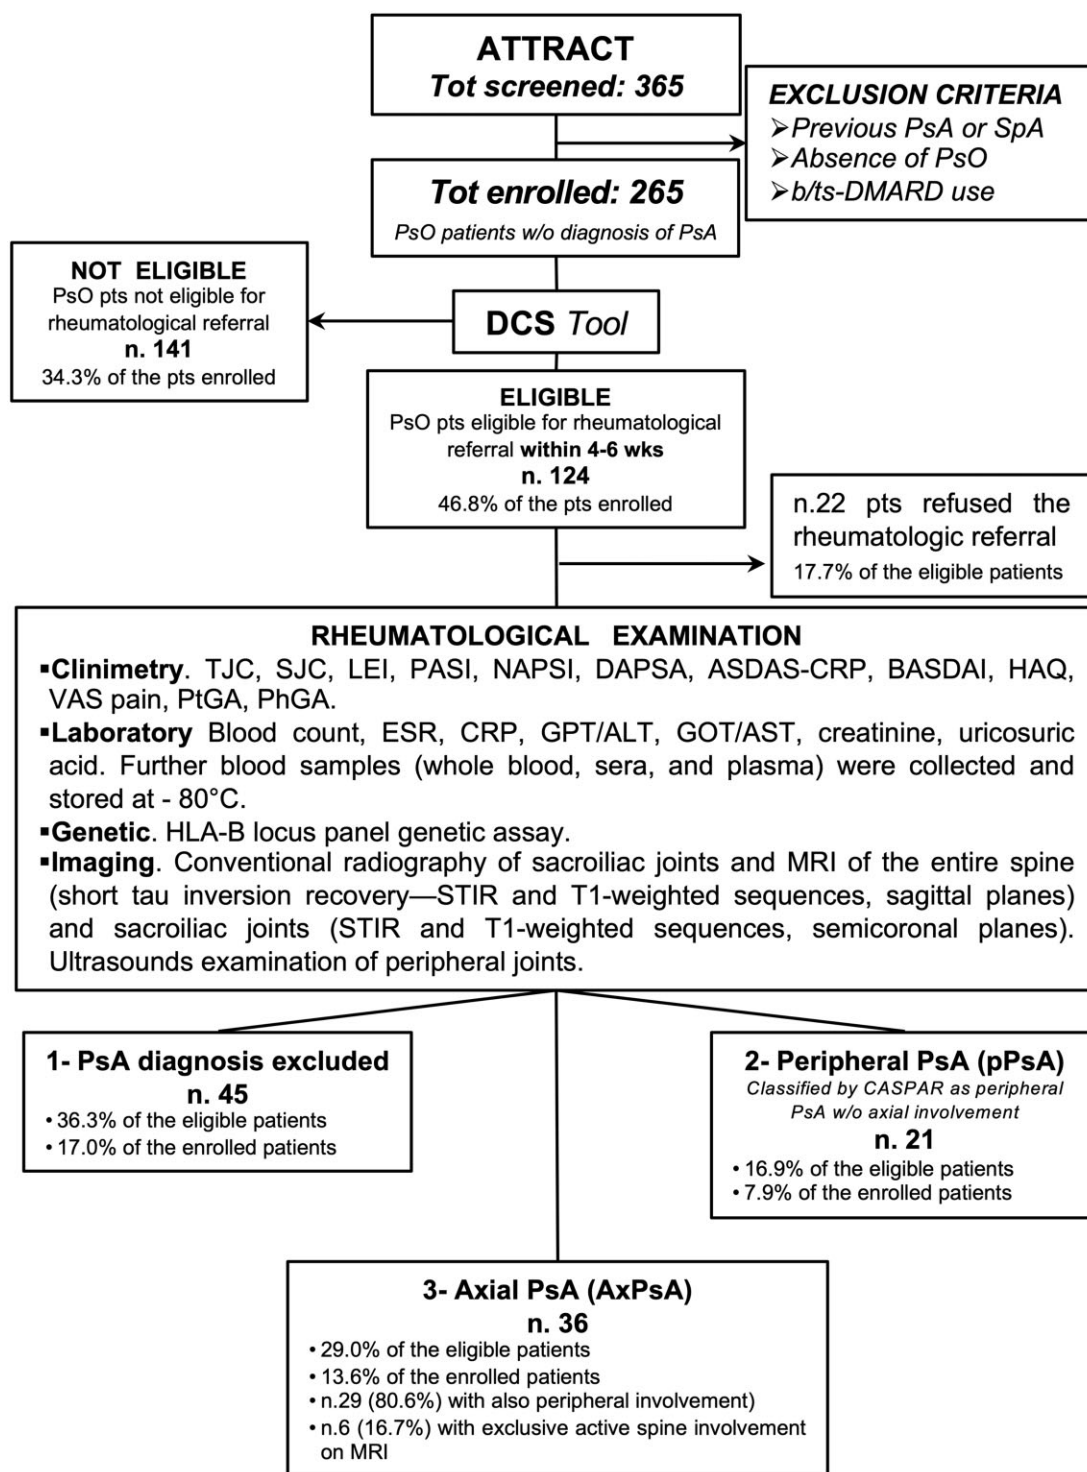 ATTRACT
Tot screened: 365
EXCLUSION CRITERIA
➢Previous PsA or SpA
➢Absence of PsO
➢b/ts-DMARD use
Tot enrolled: 265
PsO patients w/o diagnosis of PsA
NOT ELIGIBLE
PsO pts not eligible for
rheumatological referral
n. 141
34.3% of the pts enrolled
DCS Tool
ELIGIBLE
PsO pts eligible for rheumatological
referral within 4-6 wks
n. 124
46.8% of the pts enrolled
n.22 pts refused the
rheumatologic referral
17.7% of the eligible patients
RHEUMATOLOGICAL EXAMINATION
▪Clinimetry. TJC, SJC, LEI, PASI, NAPSI, DAPSA, ASDAS-CRP, BASDAI, HAQ,
VAS pain, PtGA, PhGA.
▪Laboratory Blood count, ESR, CRP, GPT/ALT, GOT/AST, creatinine, uricosuric
acid. Further blood samples (whole blood, sera, and plasma) were collected and
stored at - 80°C.
▪Genetic. HLA-B locus panel genetic assay.
▪Imaging. Conventional radiography of sacroiliac joints and MRI of the entire spine
(short tau inversion recovery—STIR and T1-weighted sequences, sagittal planes)
and sacroiliac joints (STIR and T1-weighted sequences, semicoronal planes).
Ultrasounds examination of peripheral joints.
1- PsA diagnosis excluded
n. 45
• 36.3% of the eligible patients
• 17.0% of the enrolled patients
2- Peripheral PsA (pPsA)
Classified by CASPAR as peripheral
PsA w/o axial involvement
n. 21
• 16.9% of the eligible patients
• 7.9% of the enrolled patients
3- Axial PsA (AxPsA)
n. 36
• 29.0% of the eligible patients
• 13.6% of the enrolled patients
• n.29 (80.6%) with also peripheral involvement)
• n.6 (16.7%) with exclusive active spine involvement
on MRI